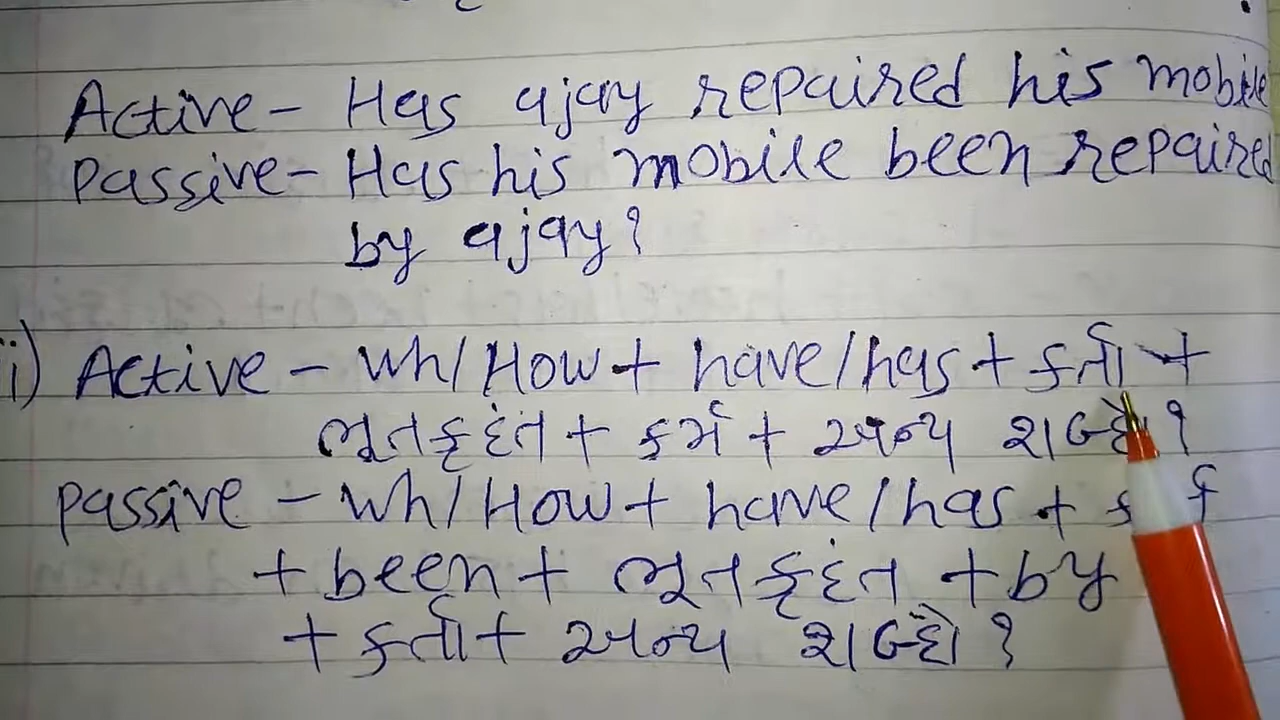 Active - Has ajay repaired his mobile
Passive - Has his mobile been repaired
by ajay?
ii) Active - Wh/How + have/has + કર્તા +
ભૂતકૃદંત + કર્મ + અન્ય શબ્દો ?
Passive - Wh/How + have/has +
+ been + ભૂતકૃદંત + by
+ કર્તા + અન્ય શબ્દો ?